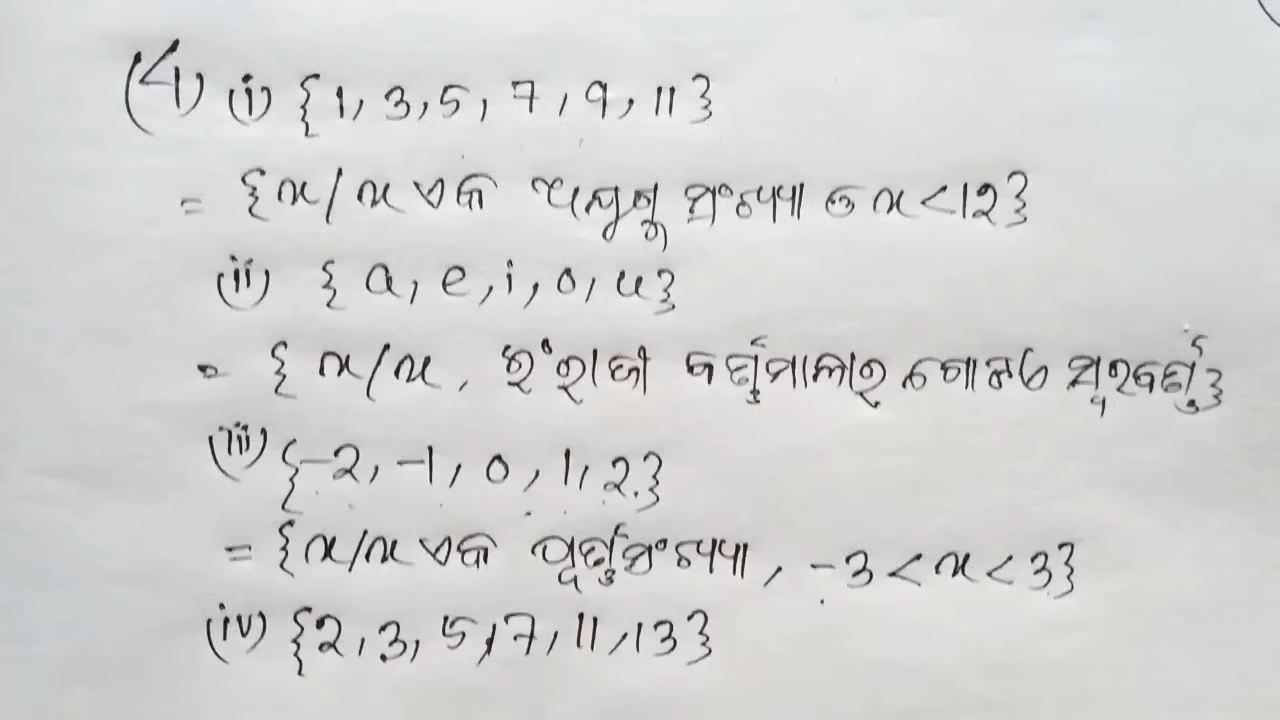 (4) (i) {1, 3, 5, 7, 9, 11}
= {x/x ଏକ ଅଯୁଗ୍ମ ସଂଖ୍ୟା ଓ x < 12}
(ii) {a, e, i, o, u}
= {x/x, ଇଂରାଜୀ ବର୍ଣ୍ଣମାଳାର ଗୋଟିଏ ସ୍ୱରବର୍ଣ୍ଣ}
(iii) {-2, -1, 0, 1, 2}
= {x/x ଏକ ପୂର୍ଣ୍ଣସଂଖ୍ୟା, -3 < x < 3}
(iv) {2, 3, 5, 7, 11, 13}